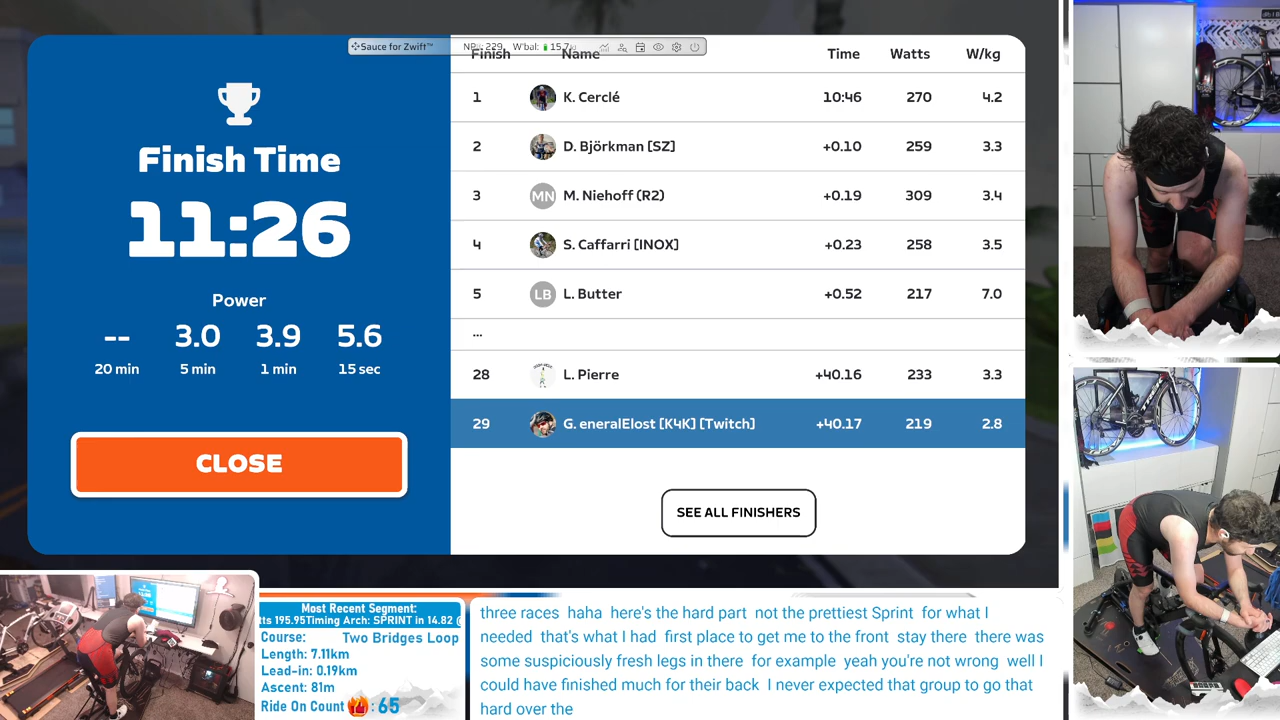 Sauce for Zwift™ NP: 229 W'bal: 15.7
Finish Name Time Watts W/kg
1 K. Cerclé 10:46 270 4.2
2 D. Björkman [SZ] +0.10 259 3.3
3 MN M. Niehoff (R2) +0.19 309 3.4
4 S. Caffarri [INOX] +0.23 258 3.5
5 LB L. Butter +0.52 217 7.0
...
28 L. Pierre +40.16 233 3.3
29 G. eneralElost [K4K] [Twitch] +40.17 219 2.8
SEE ALL FINISHERS
Finish Time
11:26
Power
-- 3.0 3.9 5.6
20 min 5 min 1 min 15 sec
CLOSE
Most Recent Segment:
tts 195.95Timing Arch: SPRINT in 14.82 @
Course: Two Bridges Loop
Length: 7.11km
Lead-in: 0.19km
Ascent: 81m
Ride On Count : 65
three races haha here's the hard part not the prettiest Sprint for what I
needed that's what I had first place to get me to the front stay there there was
some suspiciously fresh legs in there for example yeah you're not wrong well I
could have finished much for their back I never expected that group to go that
hard over the